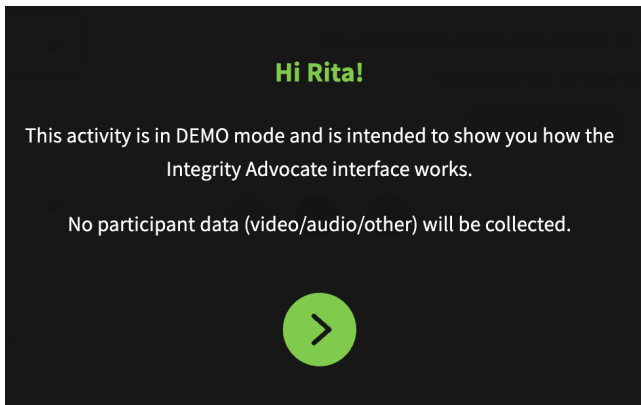 Hi Rita!
This activity is in DEMO mode and is intended to show you how the
Integrity Advocate interface works.
No participant data (video/audio/other) will be collected.